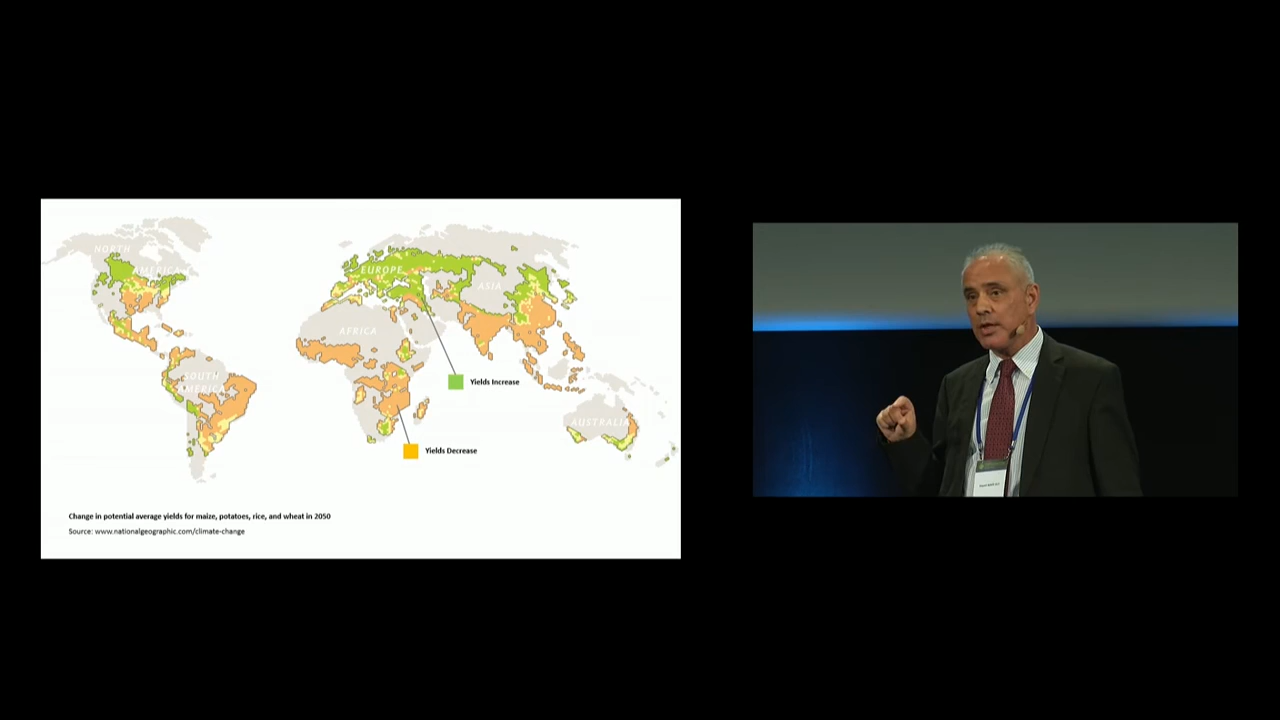 NORTH
AMERICA
EUROPE
ASIA
AFRICA
SOUTH
AMERICA
AUSTRALIA
Yields Increase
Yields Decrease
Change in potential average yields for maize, potatoes, rice, and wheat in 2050
Source: www.nationalgeographic.com/climate-change